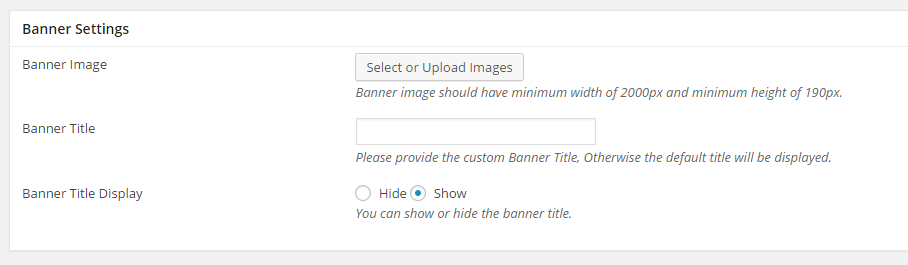 Banner Settings
Banner Image
Select or Upload Images
Banner image should have minimum width of 2000px and minimum height of 190px.
Banner Title
Please provide the custom Banner Title, Otherwise the default title will be displayed.
Banner Title Display
Hide Show
You can show or hide the banner title.